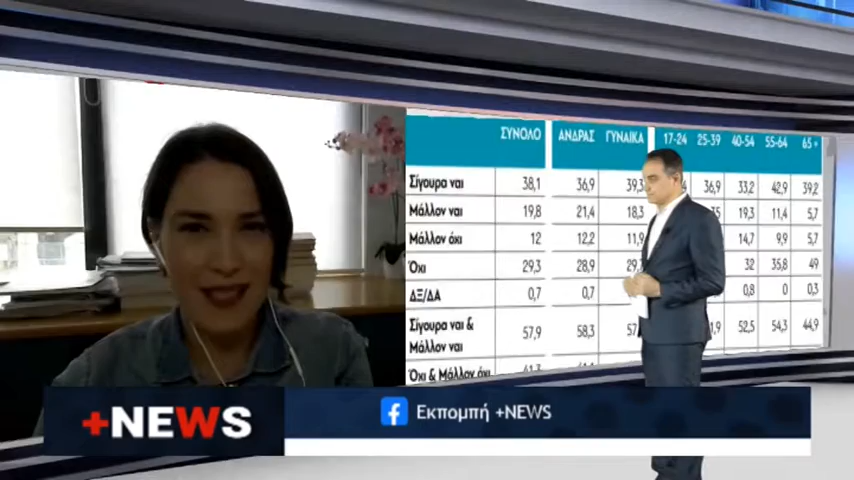 ΣΥΝΟΛΟ ΑΝΔΡΑΣ ΓΥΝΑΙΚΑ 17-24 25-39 40-54 55-64 65 +
Σίγουρα ναι 38,1 36,9 39,3 36,9 33,2 42,9 39,2
Μάλλον ναι 19,8 21,4 18,3 19,3 11,4 5,7
Μάλλον όχι 12 12,2 11,9 14,7 9,9 5,7
Όχι 29,3 28,9 32 35,8 49
ΔΞ/ΔΑ 0,7 0,7 0,8 0 0,3
Σίγουρα ναι &
Μάλλον ναι 57,9 58,3 52,5 54,3 44,9
Όχι & Μάλλον όχι
+NEWS
Εκπομπή +NEWS